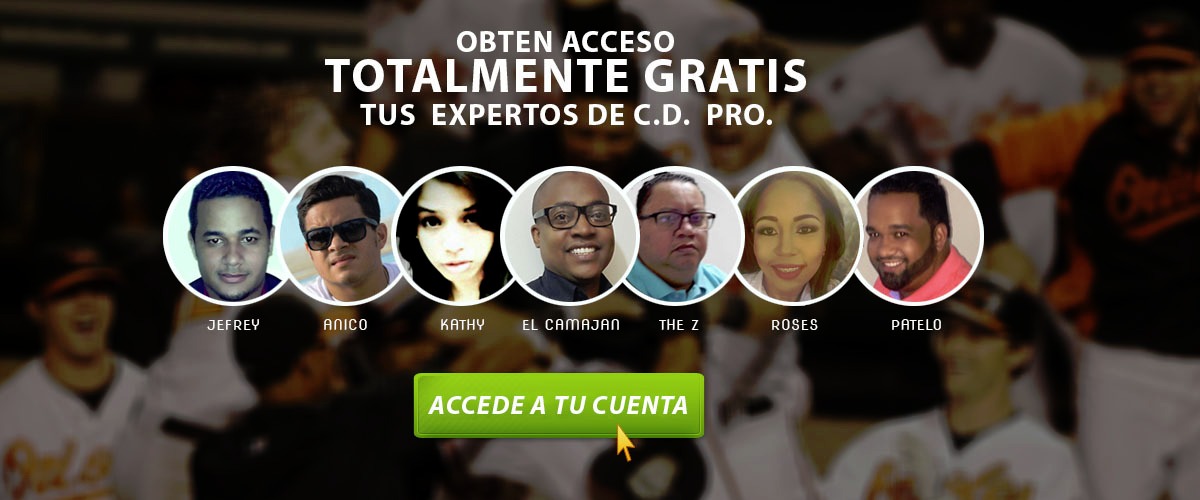 OBTEN ACCESO
TOTALMENTE GRATIS
TUS EXPERTOS DE C.D. PRO.
JEFREY ANICO KATHY EL CAMAJAN THE Z ROSES PATELO
ACCEDE A TU CUENTA